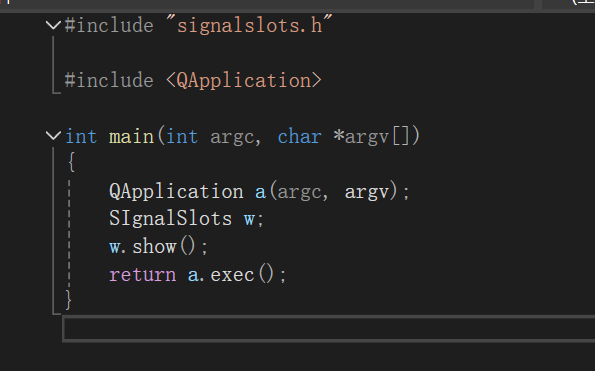 #include "signalslots.h"
#include <QApplication>
int main(int argc, char *argv[])
{
QApplication a(argc, argv);
SIgnalSlots w;
w.show();
return a.exec();
}